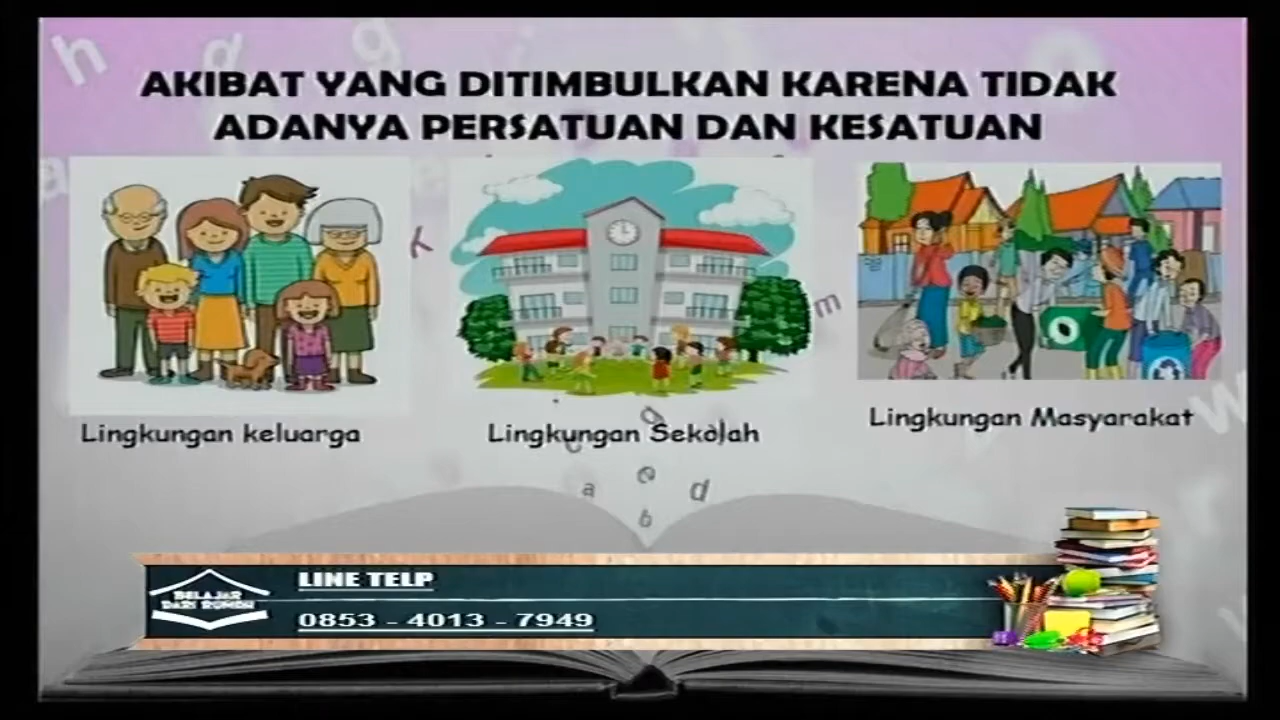 AKIBAT YANG DITIMBULKAN KARENA TIDAK
ADANYA PERSATUAN DAN KESATUAN
Lingkungan keluarga
Lingkungan Sekolah
Lingkungan Masyarakat
BELAJAR
DARI RUMAH
LINE TELP
0853 - 4013 - 7949